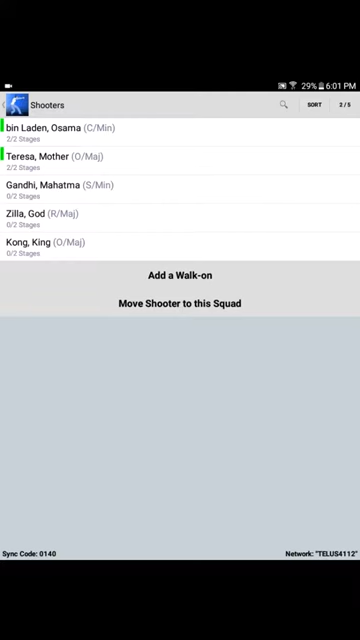 29% 6:01 PM
Shooters SORT 2/5
bin Laden, Osama (C/Min)
2/2 Stages
Teresa, Mother (O/Maj)
2/2 Stages
Gandhi, Mahatma (S/Min)
0/2 Stages
Zilla, God (R/Maj)
0/2 Stages
Kong, King (O/Maj)
0/2 Stages
Add a Walk-on
Move Shooter to this Squad
Sync Code: 0140 Network: "TELUS4112"